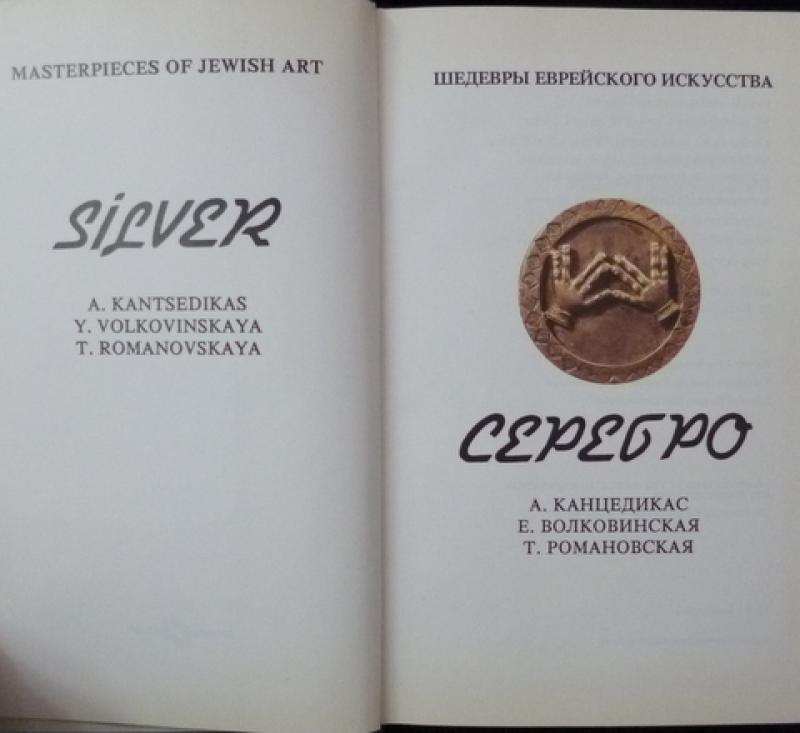 MASTERPIECES OF JEWISH ART
SiLVER
A. KANTSEDIKAS
Y. VOLKOVINSKAYA
T. ROMANOVSKAYA
ШЕДЕВРЫ ЕВРЕЙСКОГО ИСКУССТВА
СЕРЕБРО
А. КАНЦЕДИКАС
Е. ВОЛКОВИНСКАЯ
Т. РОМАНОВСКАЯ